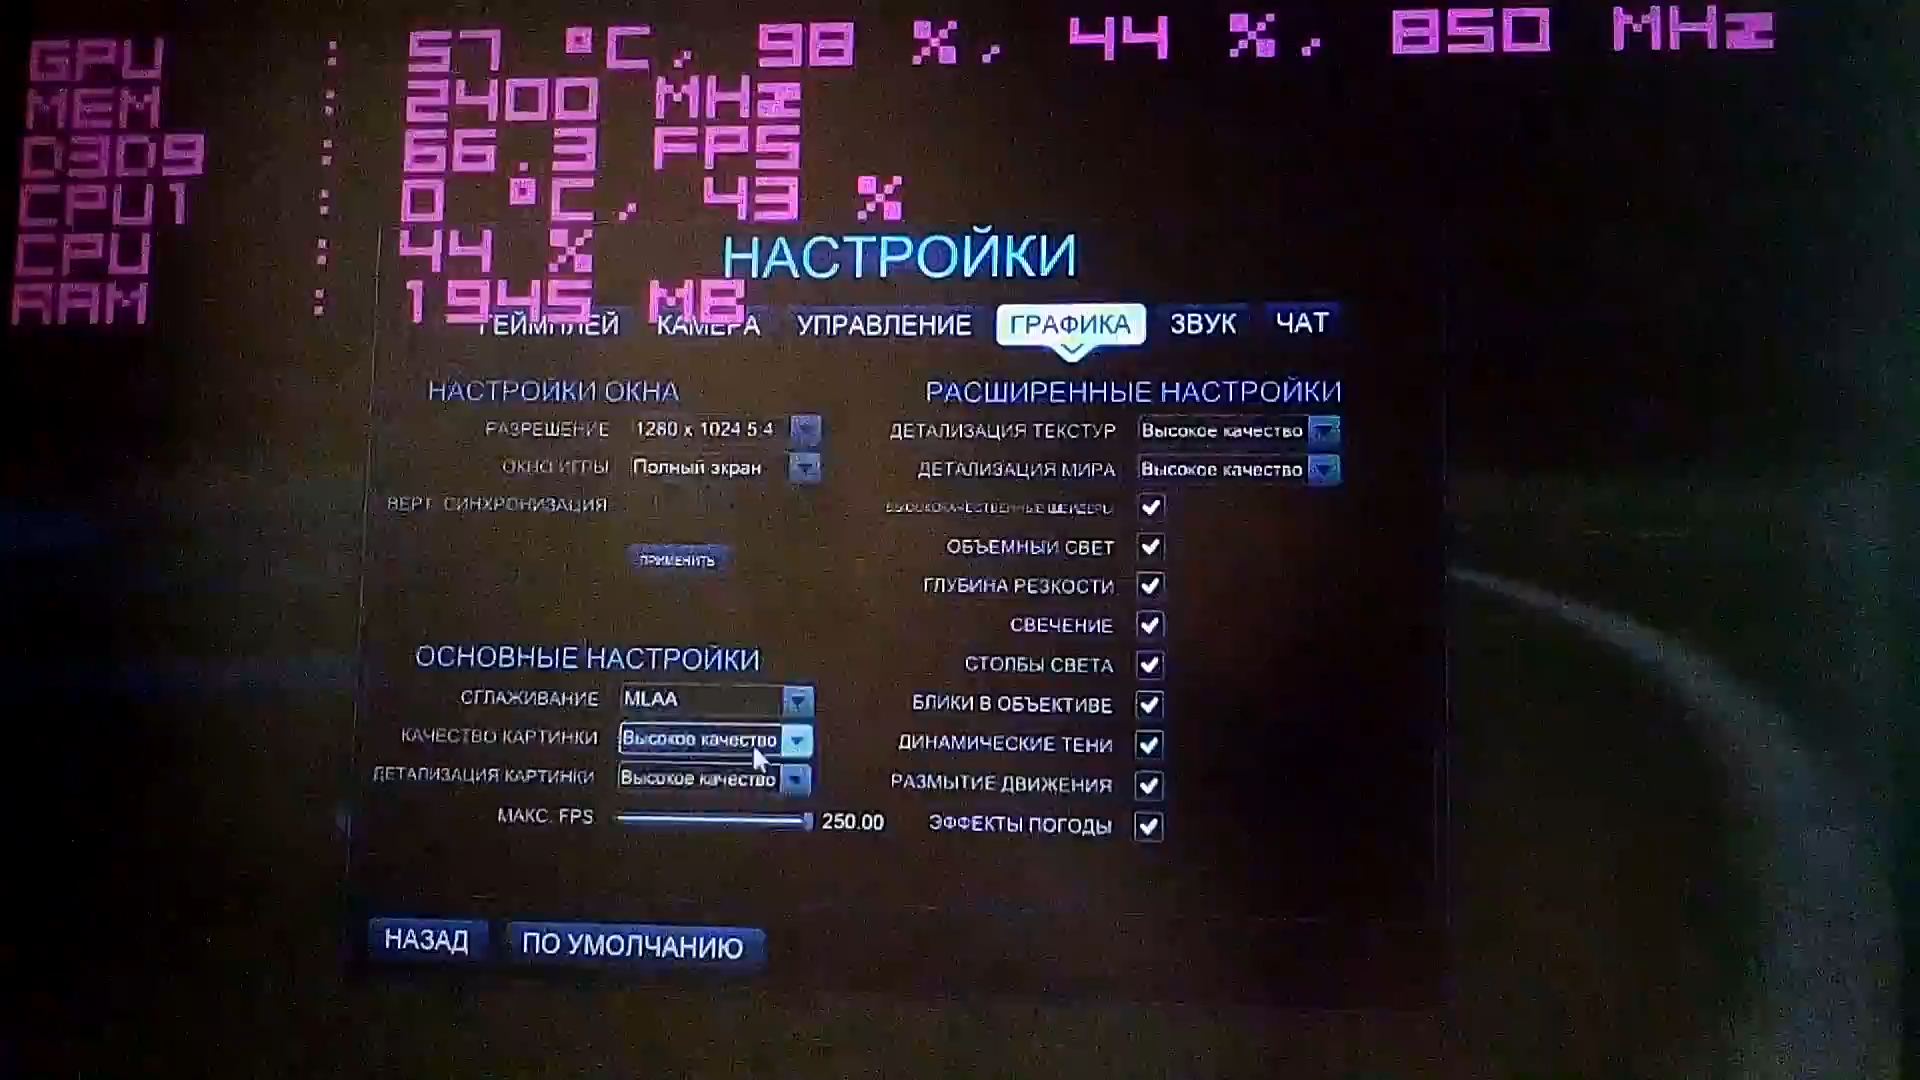 GPU : 57 °C, 98 %, 44 %, 850 MHz
MEM : 2400 MHz
D3D9 : 66.3 FPS
CPU1 : 0 °C, 43 %
CPU : 44 %
RAM : 1945 MB
НАСТРОЙКИ
ГЕЙМПЛЕЙ КАМЕРА УПРАВЛЕНИЕ ГРАФИКА ЗВУК ЧАТ
НАСТРОЙКИ ОКНА
РАЗРЕШЕНИЕ 1280 x 1024 5:4
ОКНО ИГРЫ Полный экран
ВЕРТ. СИНХРОНИЗАЦИЯ
ПРИМЕНИТЬ
ОСНОВНЫЕ НАСТРОЙКИ
СГЛАЖИВАНИЕ MLAA
КАЧЕСТВО КАРТИНКИ Высокое качество
ДЕТАЛИЗАЦИЯ КАРТИНКИ Высокое качество
МАКС. FPS 250.00
РАСШИРЕННЫЕ НАСТРОЙКИ
ДЕТАЛИЗАЦИЯ ТЕКСТУР Высокое качество
ДЕТАЛИЗАЦИЯ МИРА Высокое качество
ВЫСОКОКАЧЕСТВЕННЫЕ ШЕЙДЕРЫ
ОБЪЕМНЫЙ СВЕТ
ГЛУБИНА РЕЗКОСТИ
СВЕЧЕНИЕ
СТОЛБЫ СВЕТА
БЛИКИ В ОБЪЕКТИВЕ
ДИНАМИЧЕСКИЕ ТЕНИ
РАЗМЫТИЕ ДВИЖЕНИЯ
ЭФФЕКТЫ ПОГОДЫ
НАЗАД ПО УМОЛЧАНИЮ